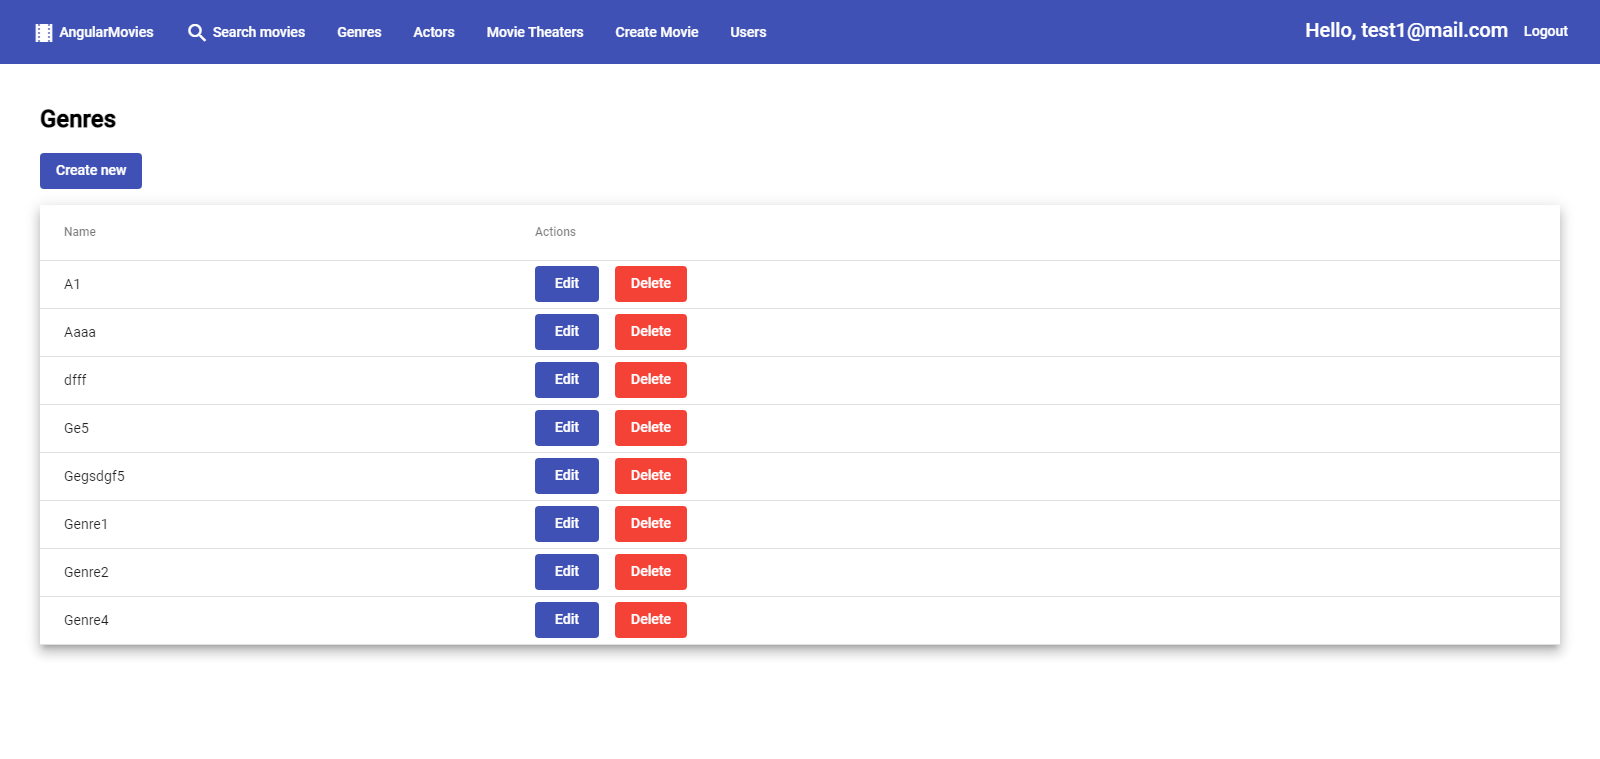 AngularMovies Search movies Genres Actors Movie Theaters Create Movie Users Hello, test1@mail.com Logout
Genres
Create new
Name Actions
A1 Edit Delete
Aaaa Edit Delete
dfff Edit Delete
Ge5 Edit Delete
Gegsdgf5 Edit Delete
Genre1 Edit Delete
Genre2 Edit Delete
Genre4 Edit Delete